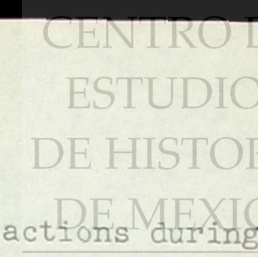 CENTRO D
ESTUDIO
DE HISTOR
DE MEXIC
actions during